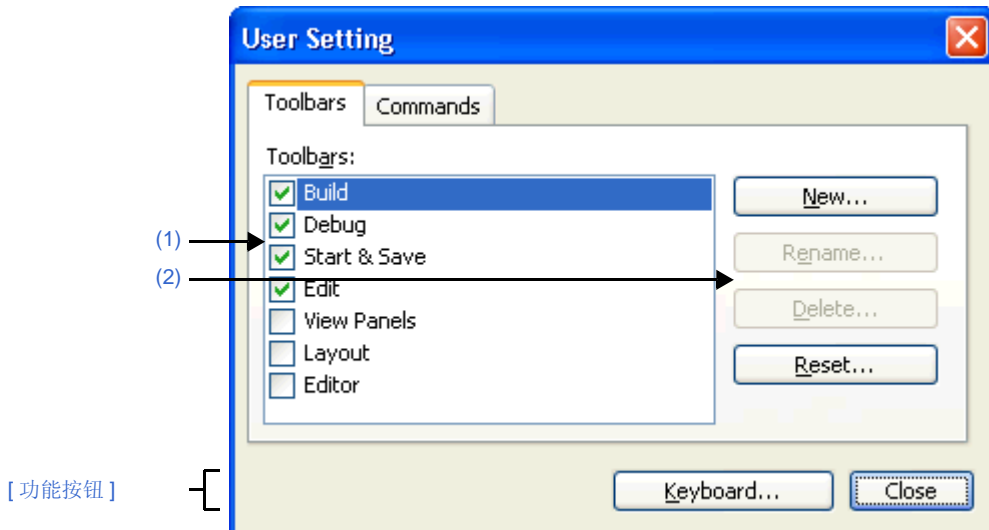 User Setting
Toolbars
Commands
Toolbars:
Build
Debug
Start & Save
Edit
View Panels
Layout
Editor
New...
Rename...
Delete...
Reset...
(1)
(2)
[ 功能按钮 ]
Keyboard...
Close